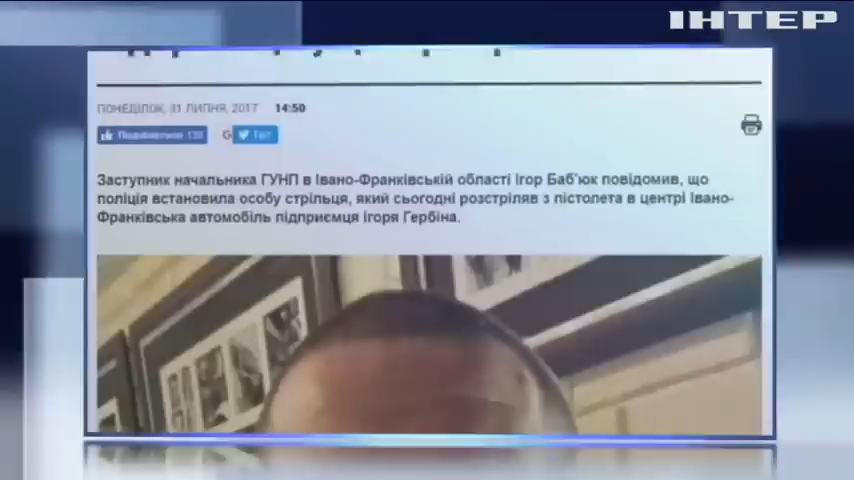 ІНТЕР
ПОНЕДІЛОК, 31 ЛИПНЯ, 2017 14:50
G Твіт
Заступник начальника ГУНП в Івано-Франківській області Ігор Баб'юк повідомив, що
поліція встановила особу стрільця, який сьогодні розстріляв з пістолета в центрі Івано-
Франківська автомобіль підприємця Ігоря Гербіна.